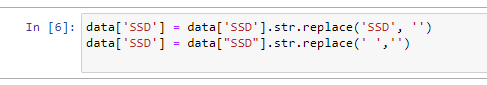 In [6]: data['SSD'] = data['SSD'].str.replace('SSD', '')
data['SSD'] = data["SSD"].str.replace(' ','')